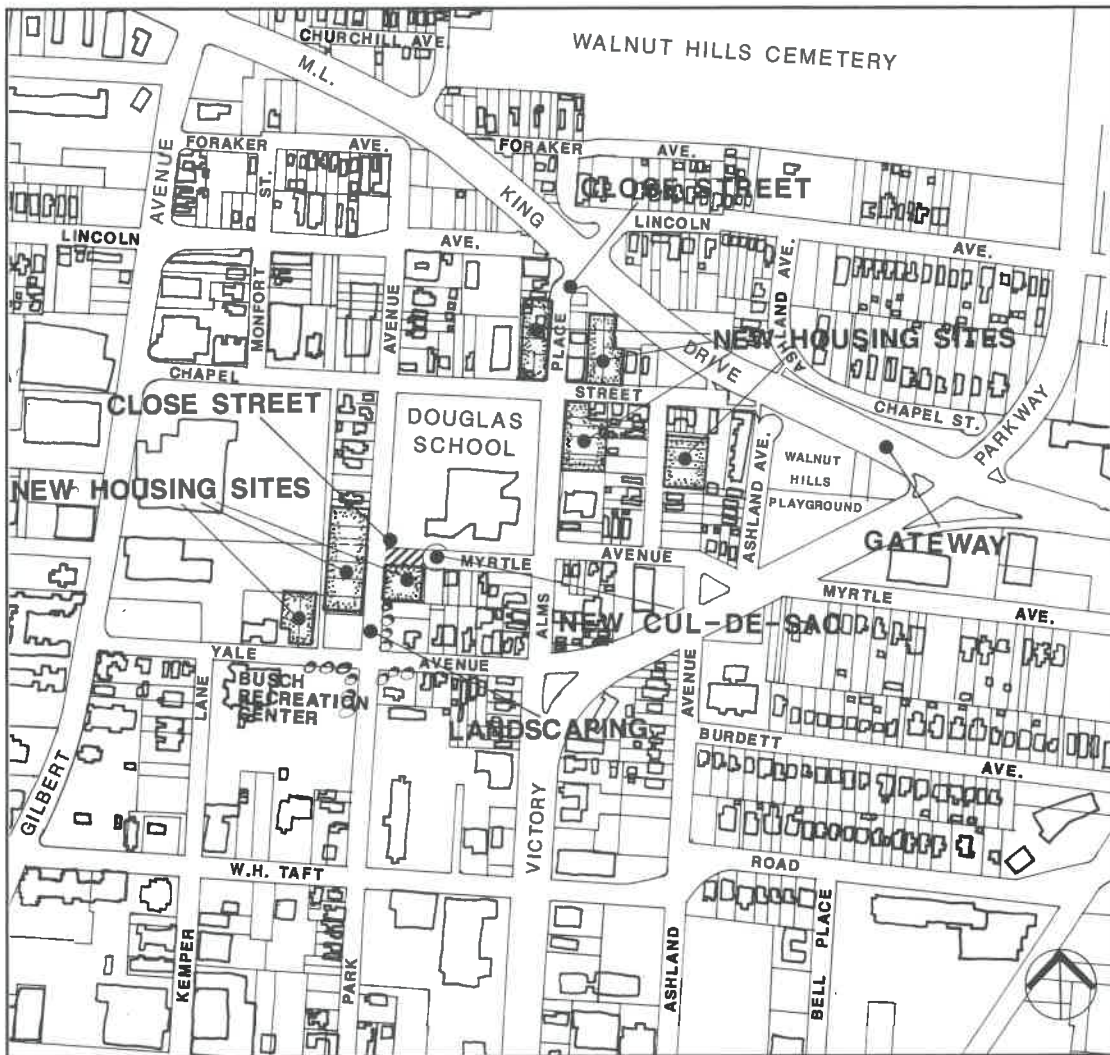 CHURCHILL AVE.
WALNUT HILLS CEMETERY
M.L.
KING
DRIVE
AVENUE
FORAKER
AVE.
FORAKER
AVE.
ST.
CLOSE STREET
LINCOLN
AVE.
LINCOLN
AVE.
MONFORT
AVENUE
PLACE
ASHLAND AVE.
NEW HOUSING SITES
CHAPEL
STREET
CHAPEL ST.
PARKWAY
CLOSE STREET
DOUGLAS
SCHOOL
WALNUT
HILLS
PLAYGROUND
ASHLAND AVE.
NEW HOUSING SITES
GATEWAY
MYRTLE
AVENUE
MYRTLE
AVE.
ALMS
NEW CUL-DE-SAC
YALE
AVENUE
LANE
BUSCH
RECREATION
CENTER
LANDSCAPING
AVENUE
BURDETT
AVE.
GILBERT
VICTORY
W.H. TAFT
ROAD
KEMPER
PARK
ASHLAND
BELL PLACE